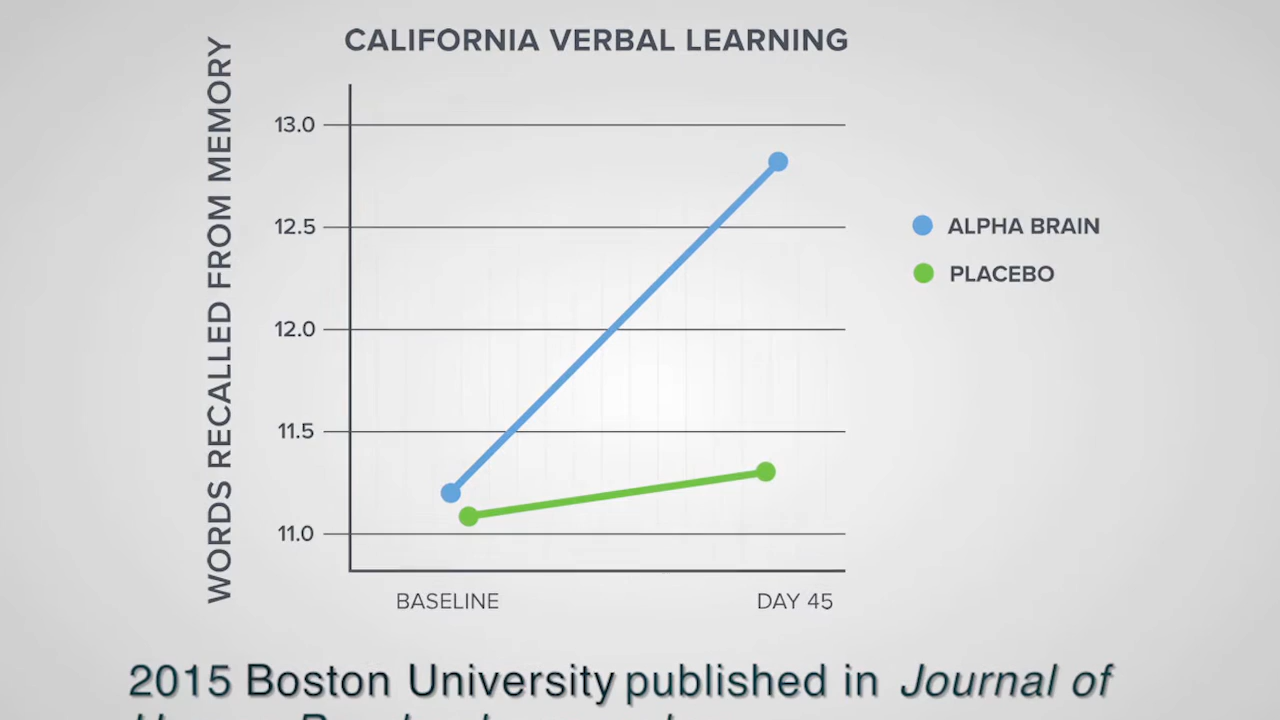 CALIFORNIA VERBAL LEARNING
WORDS RECALLED FROM MEMORY
13.0
12.5
12.0
11.5
11.0
BASELINE
DAY 45
ALPHA BRAIN
PLACEBO
2015 Boston University published in Journal of